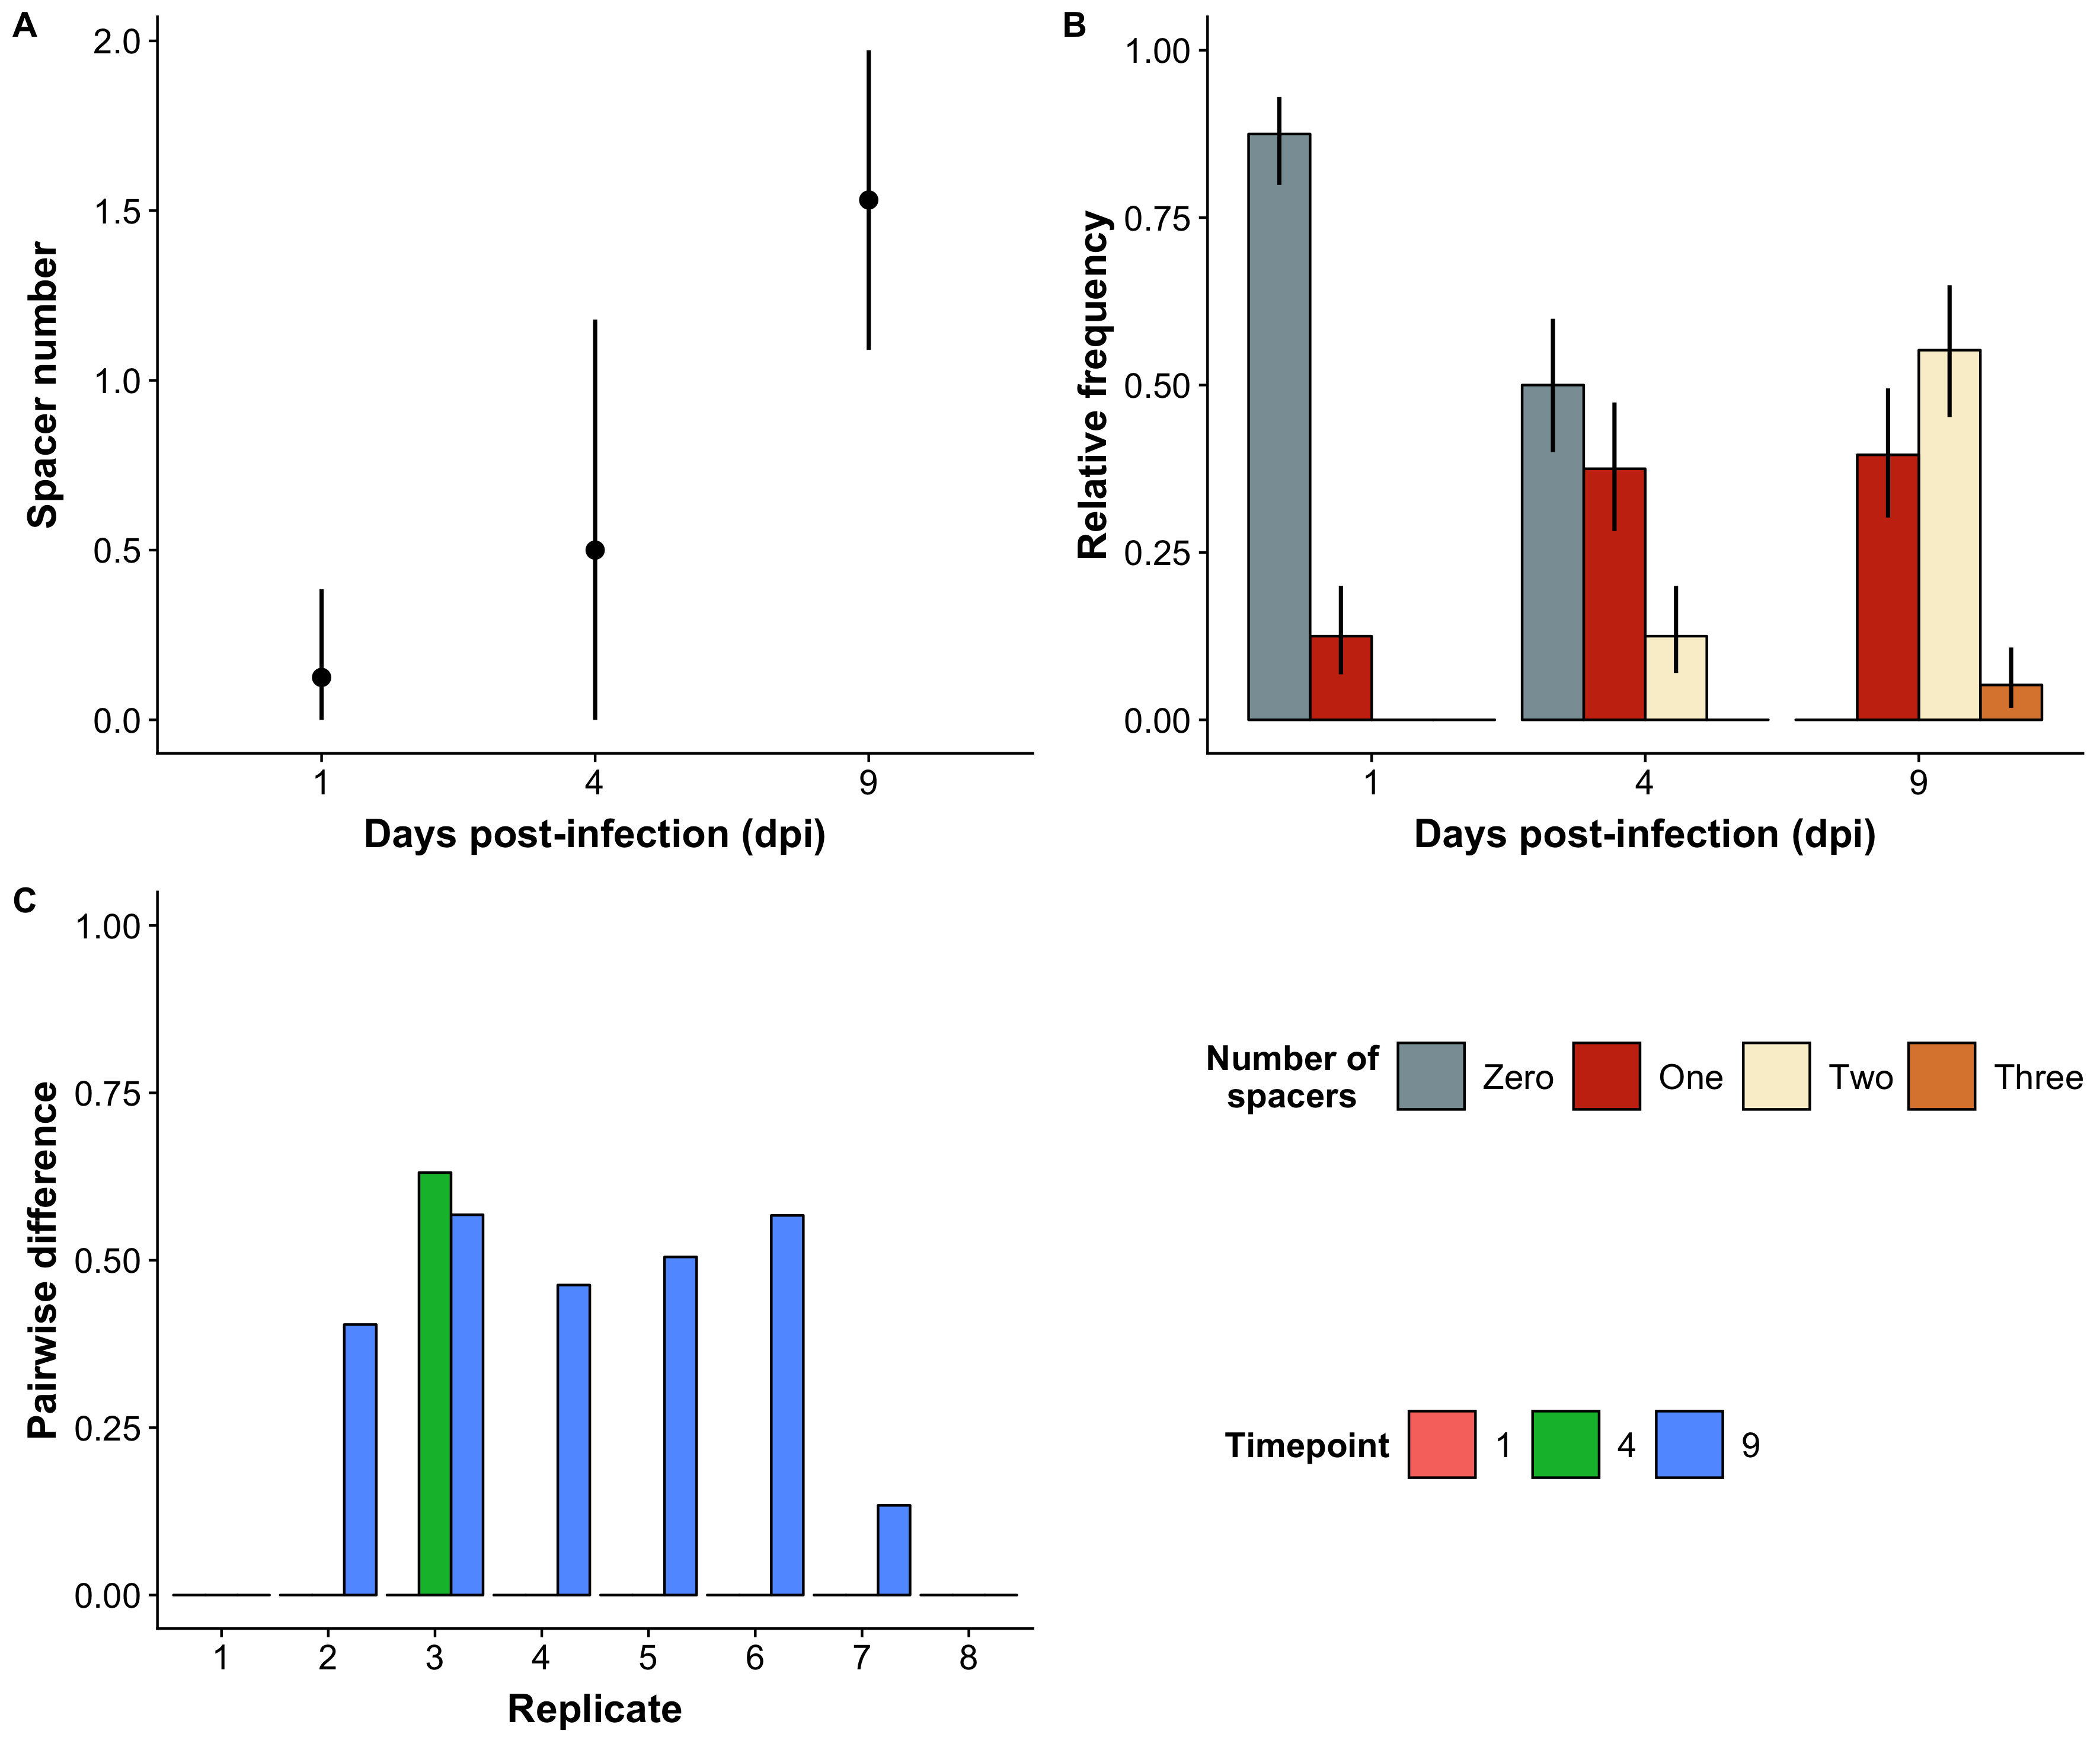 A
2.0
1.5
1.0
0.5
0.0
Spacer number
1 4 9
Days post-infection (dpi)
B
1.00
0.75
0.50
0.25
0.00
Relative frequency
1 4 9
Days post-infection (dpi)
C
1.00
0.75
0.50
0.25
0.00
Pairwise difference
1 2 3 4 5 6 7 8
Replicate
Number of
spacers
Zero One Two Three
Timepoint 1 4 9